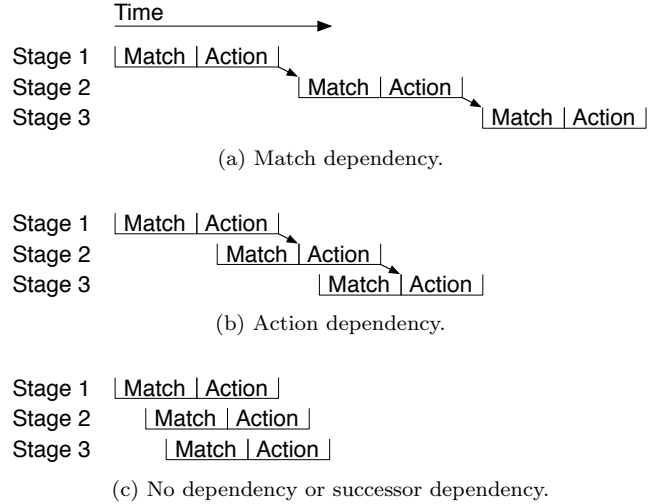 Time
Stage 1 Match Action
Stage 2 Match Action
Stage 3 Match Action
(a) Match dependency.
Stage 1 Match Action
Stage 2 Match Action
Stage 3 Match Action
(b) Action dependency.
Stage 1 Match Action
Stage 2 Match Action
Stage 3 Match Action
(c) No dependency or successor dependency.